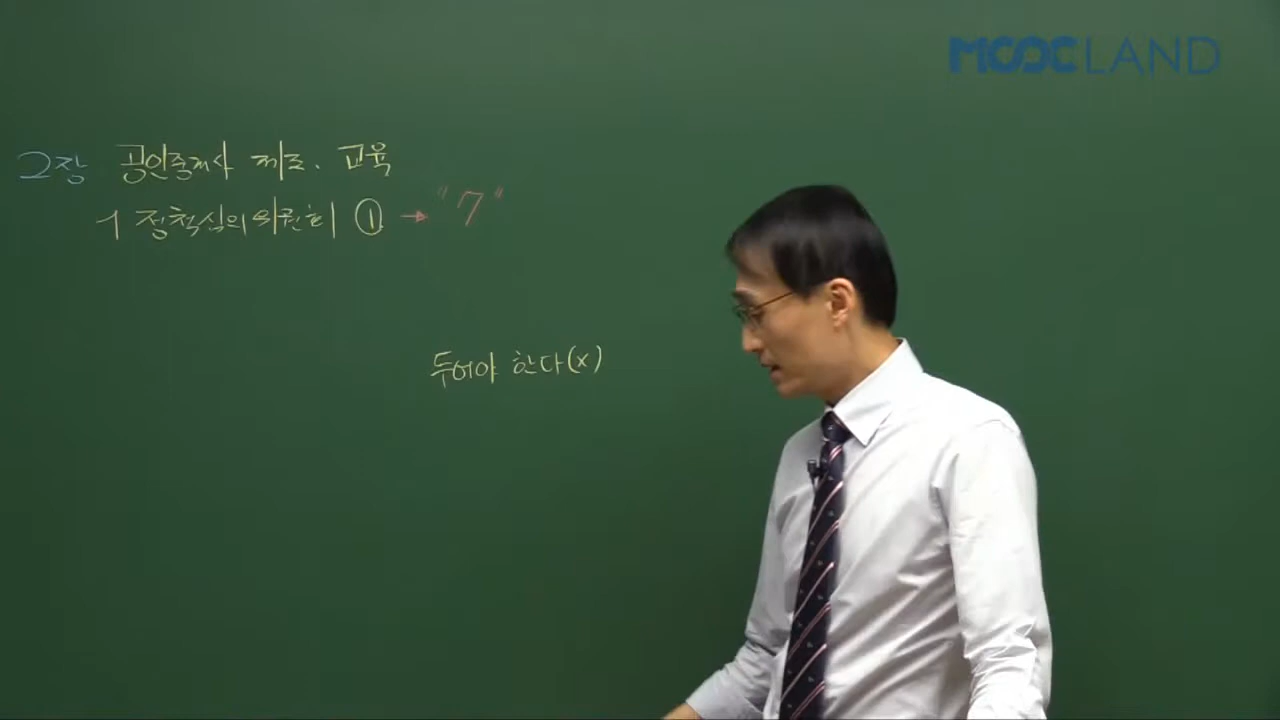 MOOCLAND
2장 공인중개사 제도. 교육
1 정책심의위원회 ① → "7"
두어야 한다(x)